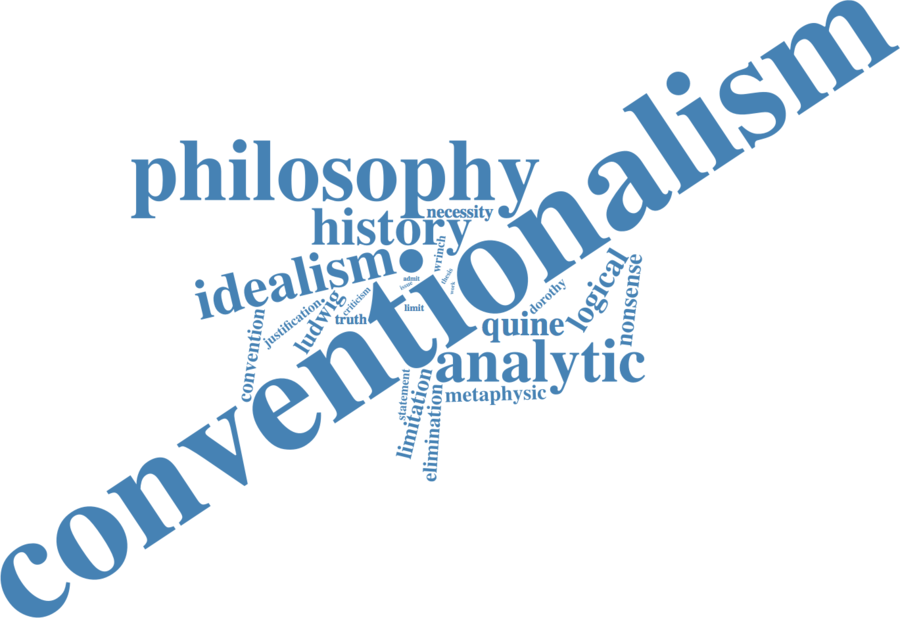 conventionalism
philosophy
necessity
history
wrinch
idealism
admit
issue
thesis
work
criticism
justification
ludwig
convention
truth
limit
dorothy
logical
nonsense
quine
analytic
metaphysic
statement
limitation
elimination